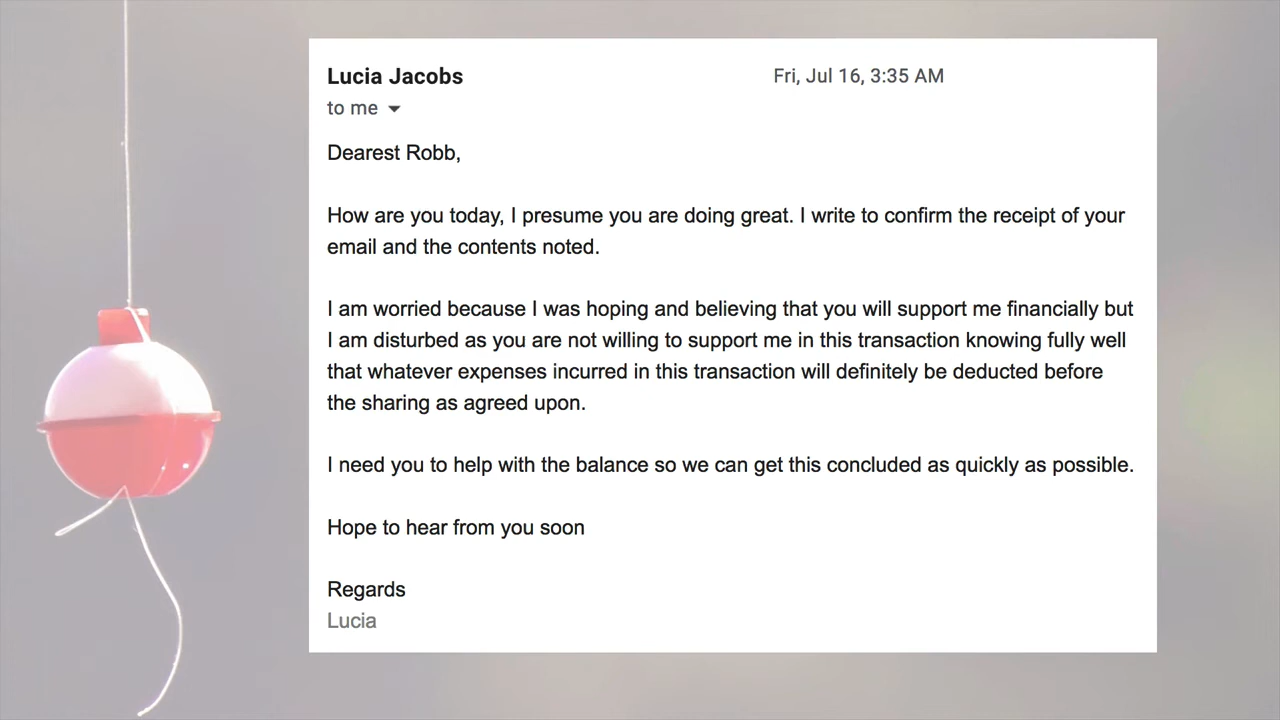 Lucia Jacobs Fri, Jul 16, 3:35 AM
to me
Dearest Robb,
How are you today, I presume you are doing great. I write to confirm the receipt of your
email and the contents noted.
I am worried because I was hoping and believing that you will support me financially but
I am disturbed as you are not willing to support me in this transaction knowing fully well
that whatever expenses incurred in this transaction will definitely be deducted before
the sharing as agreed upon.
I need you to help with the balance so we can get this concluded as quickly as possible.
Hope to hear from you soon
Regards
Lucia